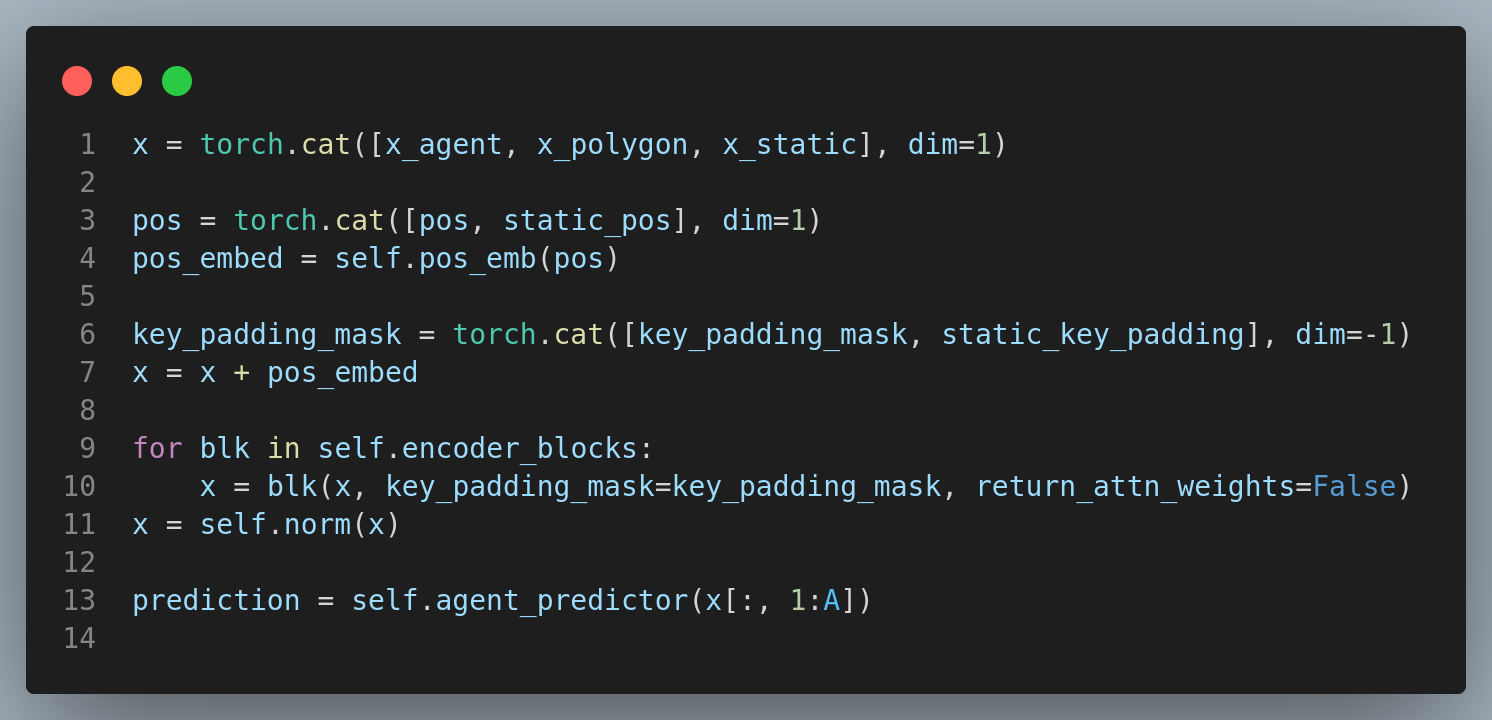 1 x = torch.cat([x_agent, x_polygon, x_static], dim=1)
2
3 pos = torch.cat([pos, static_pos], dim=1)
4 pos_embed = self.pos_emb(pos)
5
6 key_padding_mask = torch.cat([key_padding_mask, static_key_padding], dim=-1)
7 x = x + pos_embed
8
9 for blk in self.encoder_blocks:
10     x = blk(x, key_padding_mask=key_padding_mask, return_attn_weights=False)
11 x = self.norm(x)
12
13 prediction = self.agent_predictor(x[:, 1:A])
14